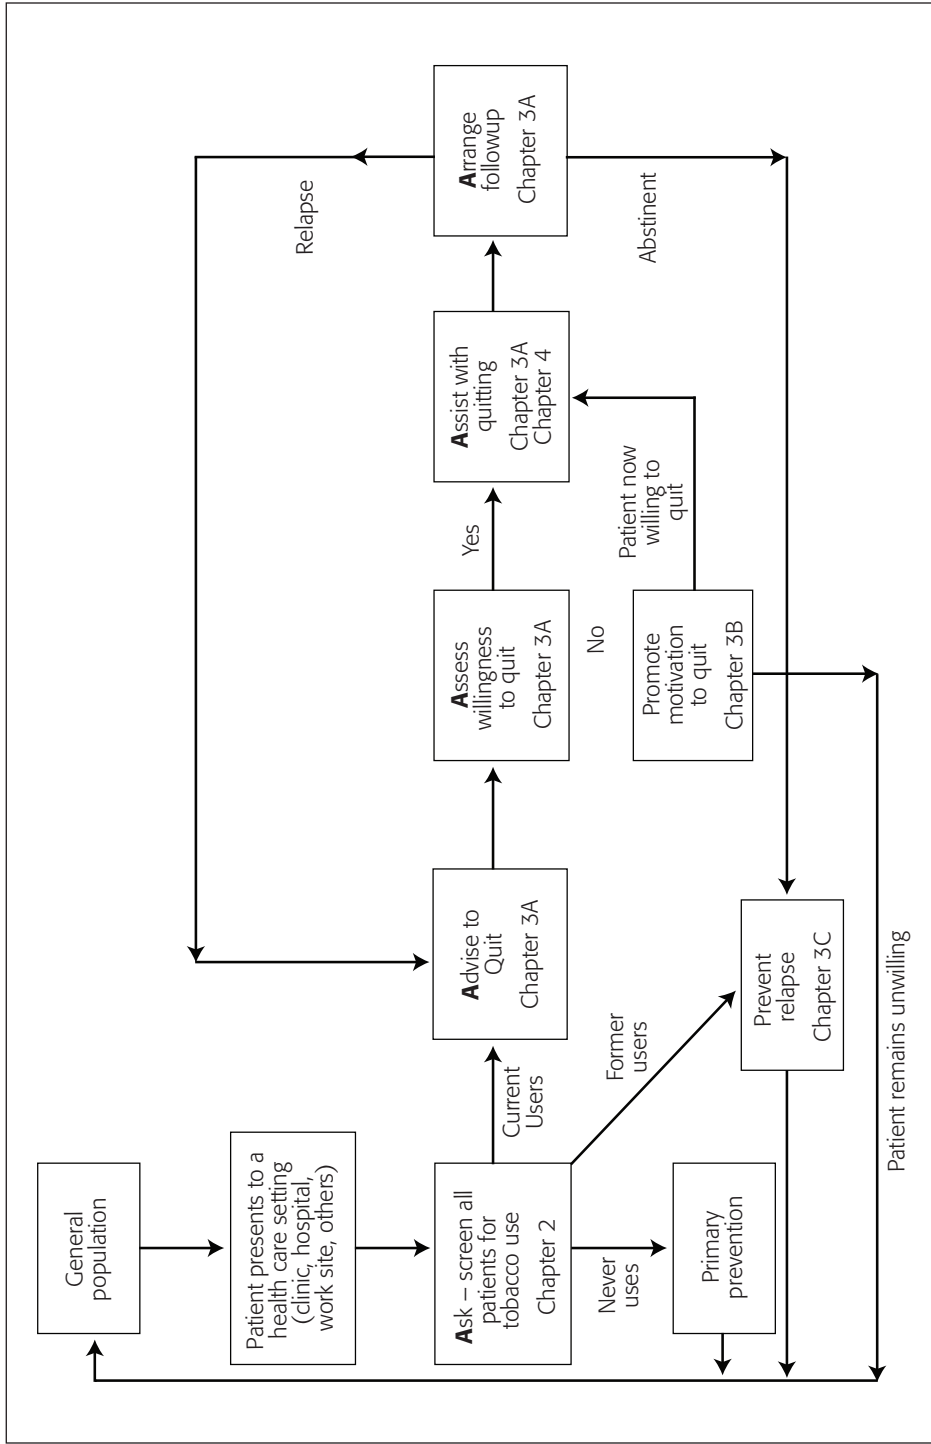 General
population
Patient presents to a
health care setting
(clinic, hospital,
work site, others)
Ask – screen all
patients for
tobacco use
Chapter 2
Current
Users
Former
users
Never
uses
Primary
prevention
Advise to
Quit
Chapter 3A
Assess
willingness
to quit
Chapter 3A
Yes
No
Assist with
quitting
Chapter 3A
Chapter 4
Arrange
followup
Chapter 3A
Relapse
Abstinent
Promote
motivation
to quit
Chapter 3B
Patient now
willing to
quit
Prevent
relapse
Chapter 3C
Patient remains unwilling